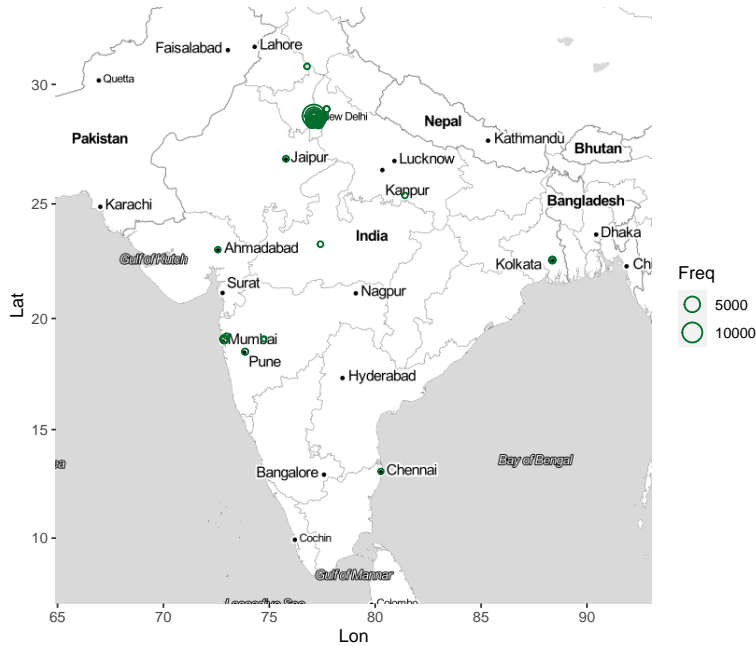 Faisalabad
Lahore
Quetta
30
New Delhi
Nepal
Pakistan
Kathmandu
Bhutan
Jaipur
Lucknow
Kanpur
Bangladesh
25
Karachi
India
Dhaka
Ahmadabad
Gulf of Kutch
Kolkata
Chi
Freq
Surat
Nagpur
5000
Lat
20
10000
Mumbai
Pune
Hyderabad
15
Bangalore
Chennai
Bay of Bengal
10
Cochin
Gulf of Mannar
Laccadive Sea
Colombo
65 70 75 80 85 90
Lon